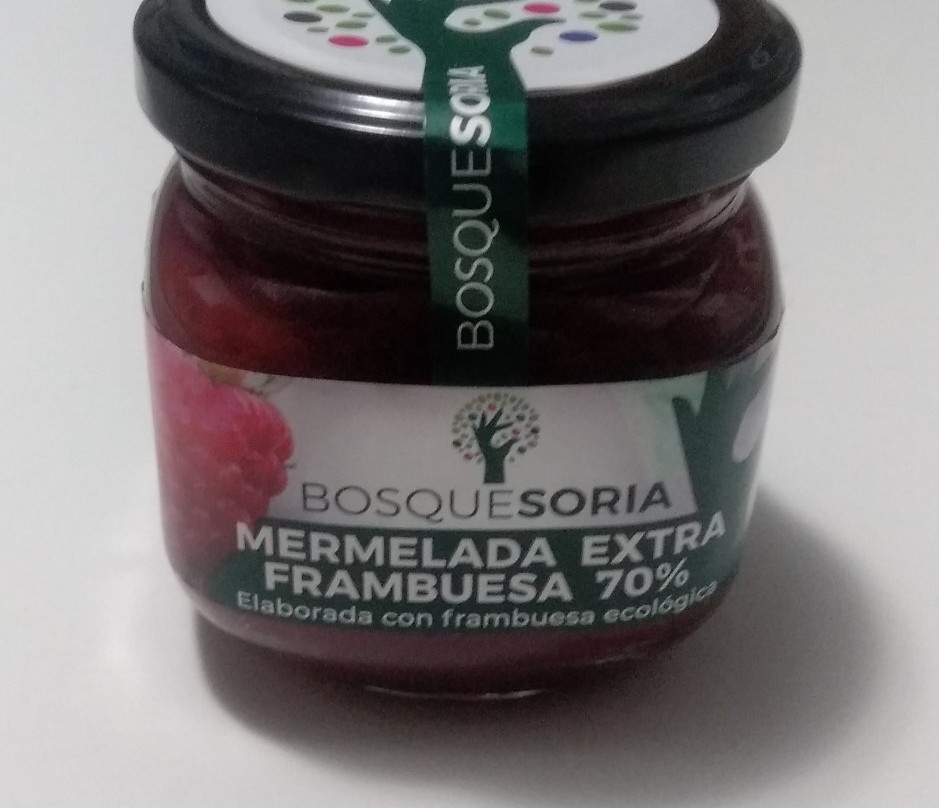 BOSQUESORIA
BOSQUESORIA
MERMELADA EXTRA
FRAMBUESA 70%
Elaborada con frambuesa ecológica